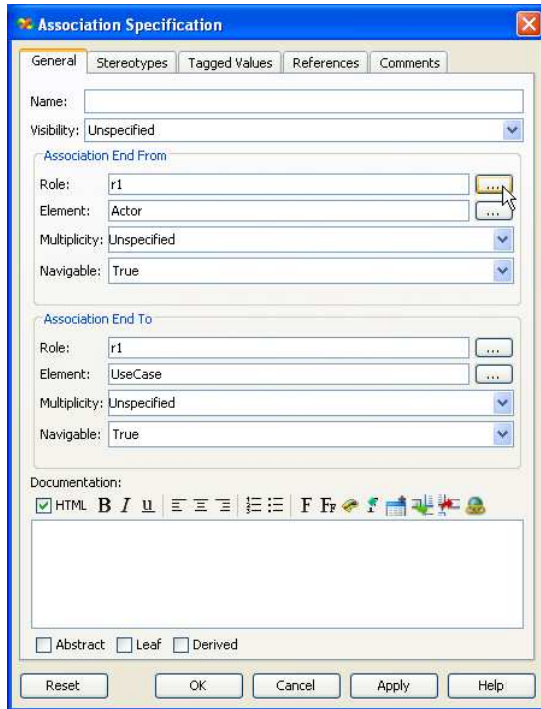 Association Specification
General Stereotypes Tagged Values References Comments
Name:
Visibility: Unspecified
Association End From
Role: r1 ...
Element: Actor ...
Multiplicity: Unspecified
Navigable: True
Association End To
Role: r1 ...
Element: UseCase ...
Multiplicity: Unspecified
Navigable: True
Documentation:
HTML B I u F FF
Abstract Leaf Derived
Reset OK Cancel Apply Help